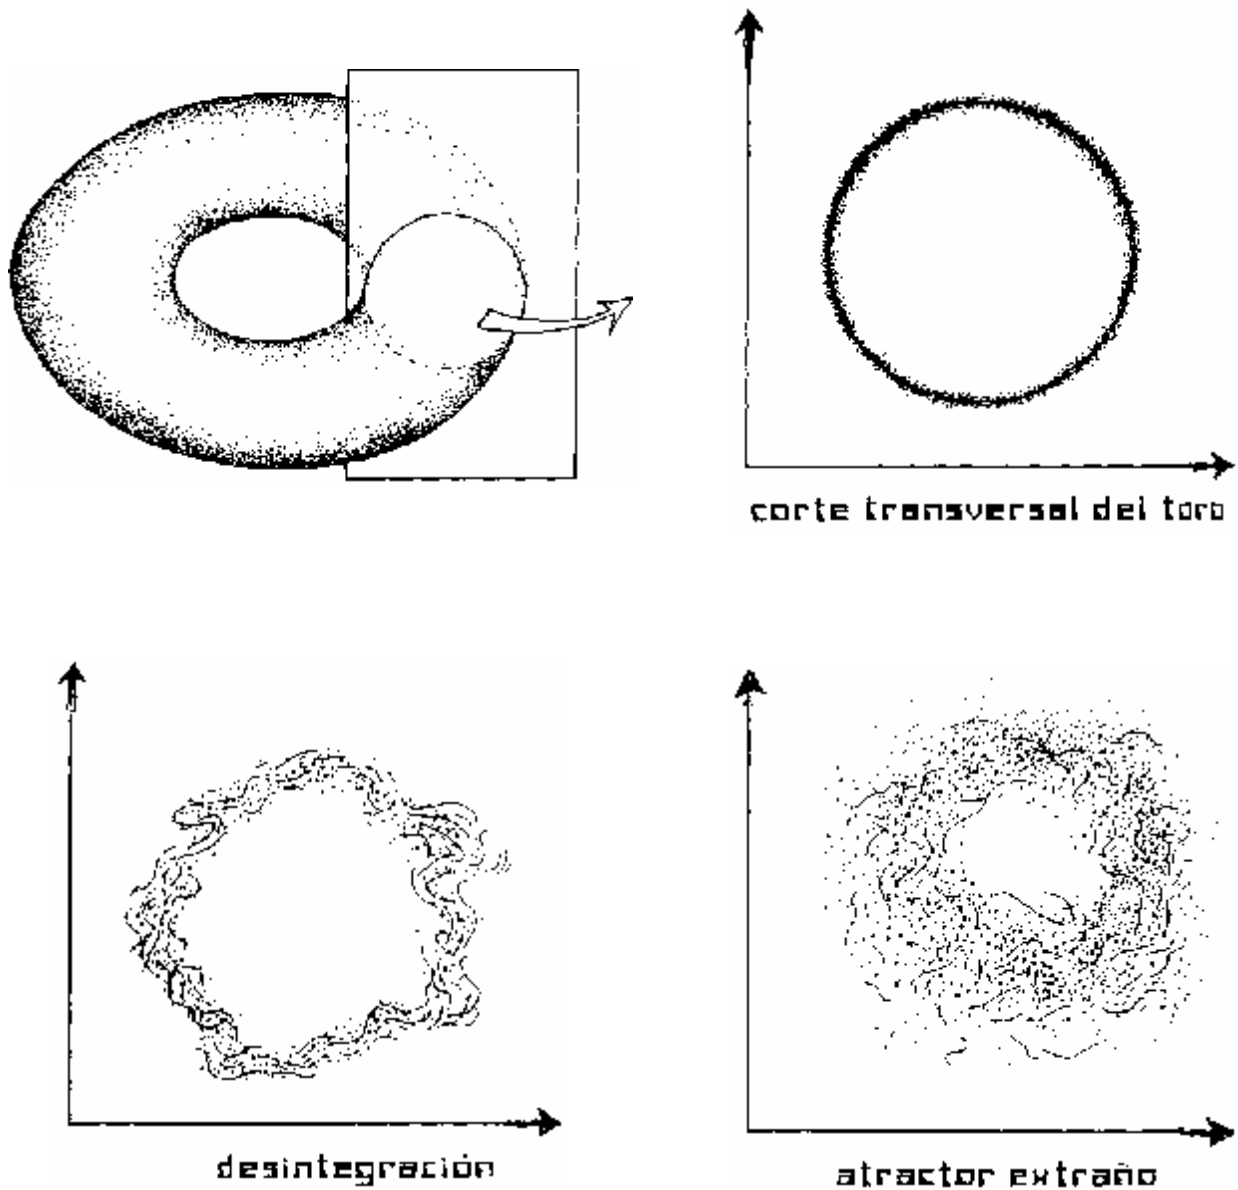 corte transversal del toro
desintegración
atractor extraño